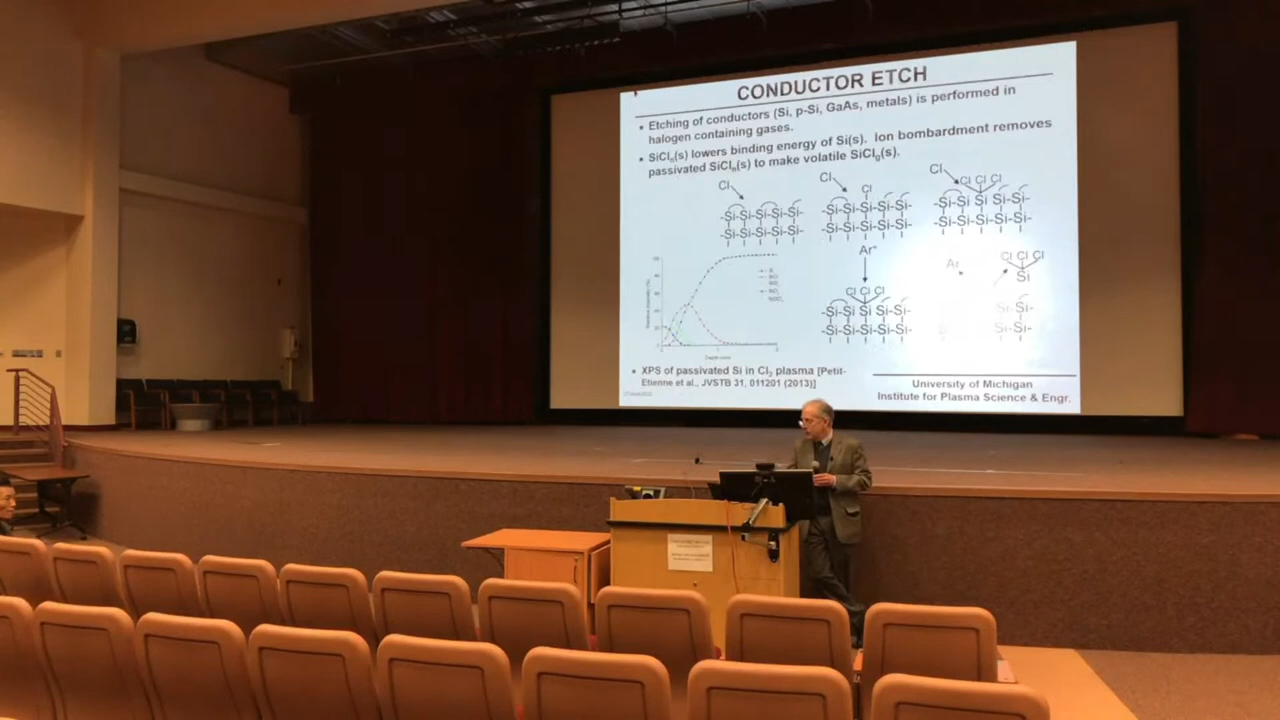 CONDUCTOR ETCH
• Etching of conductors (Si, p-Si, GaAs, metals) is performed in
halogen containing gases.
• SiClₙ(s) lowers binding energy of Si(s). Ion bombardment removes
passivated SiClₙ(s) to make volatile SiClq(s).
Cl
Cl
Cl
Cl
Cl Cl Cl
-Si-Si-Si-Si-Si-
-Si-Si-Si-Si-Si-
-Si-Si-Si-Si-Si-
-Si-Si-Si-Si-Si-
-Si-Si Si Si-Si-
-Si-Si-Si-Si-Si-
Ar⁺
Ar
Cl Cl Cl
Si
Cl Cl Cl
-Si-Si Si Si-Si-
-Si-Si-Si-Si-Si-
Si-Si-
Si-Si-
• XPS of passivated Si in Cl₂ plasma [Petit-
Etienne et al., JVSTB 31, 011201 (2013)]
University of Michigan
Institute for Plasma Science & Engr.